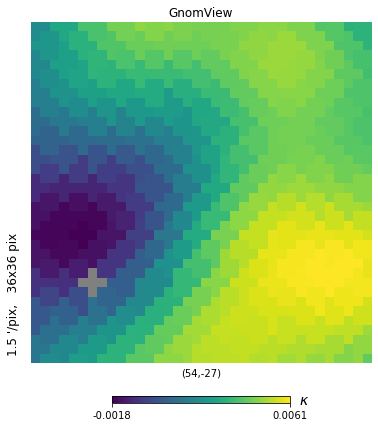 GnomView
1.5 '/pix, 36x36 pix
(54,-27)
κ
-0.0018 0.0061